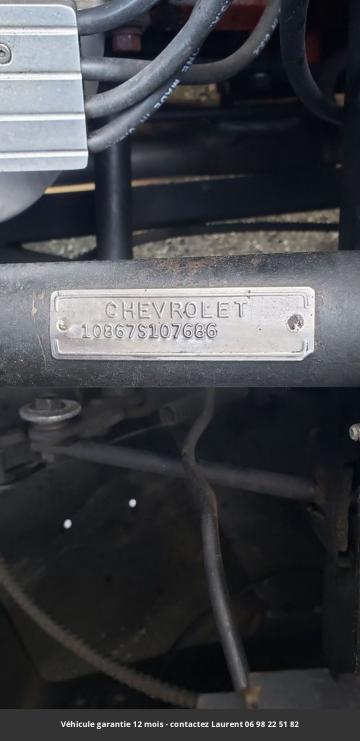 CHEVROLET
10867S107686
Véhicule garantie 12 mois - contactez Laurent 06 98 22 51 82